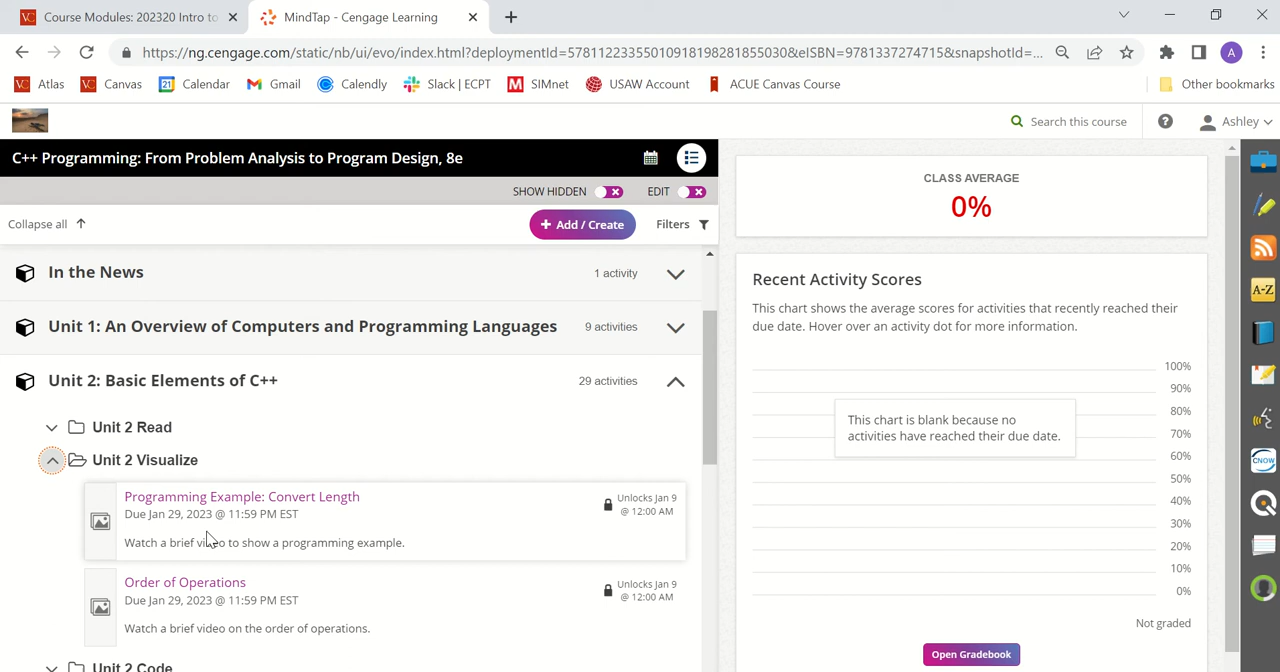 Course Modules: 202320 Intro to
MindTap - Cengage Learning
https://ng.cengage.com/static/nb/ui/evo/index.html?deploymentId=57811223355010918198281855030&eISBN=9781337274715&snapshotId=...
A
Atlas
Canvas
Calendar
Gmail
Calendly
Slack | ECPT
SIMnet
USAW Account
ACUE Canvas Course
Other bookmarks
Search this course
Ashley
C++ Programming: From Problem Analysis to Program Design, 8e
SHOW HIDDEN
EDIT
Collapse all
+ Add / Create
Filters
In the News
1 activity
Unit 1: An Overview of Computers and Programming Languages
9 activities
Unit 2: Basic Elements of C++
29 activities
Unit 2 Read
Unit 2 Visualize
Programming Example: Convert Length
Due Jan 29, 2023 @ 11:59 PM EST
Unlocks Jan 9
@ 12:00 AM
Watch a brief video to show a programming example.
Order of Operations
Due Jan 29, 2023 @ 11:59 PM EST
Unlocks Jan 9
@ 12:00 AM
Watch a brief video on the order of operations.
Unit 2 Code
CLASS AVERAGE
0%
Recent Activity Scores
This chart shows the average scores for activities that recently reached their
due date. Hover over an activity dot for more information.
100%
90%
80%
70%
60%
50%
40%
30%
20%
10%
0%
This chart is blank because no
activities have reached their due date.
Not graded
Open Gradebook
A-Z
CNOW